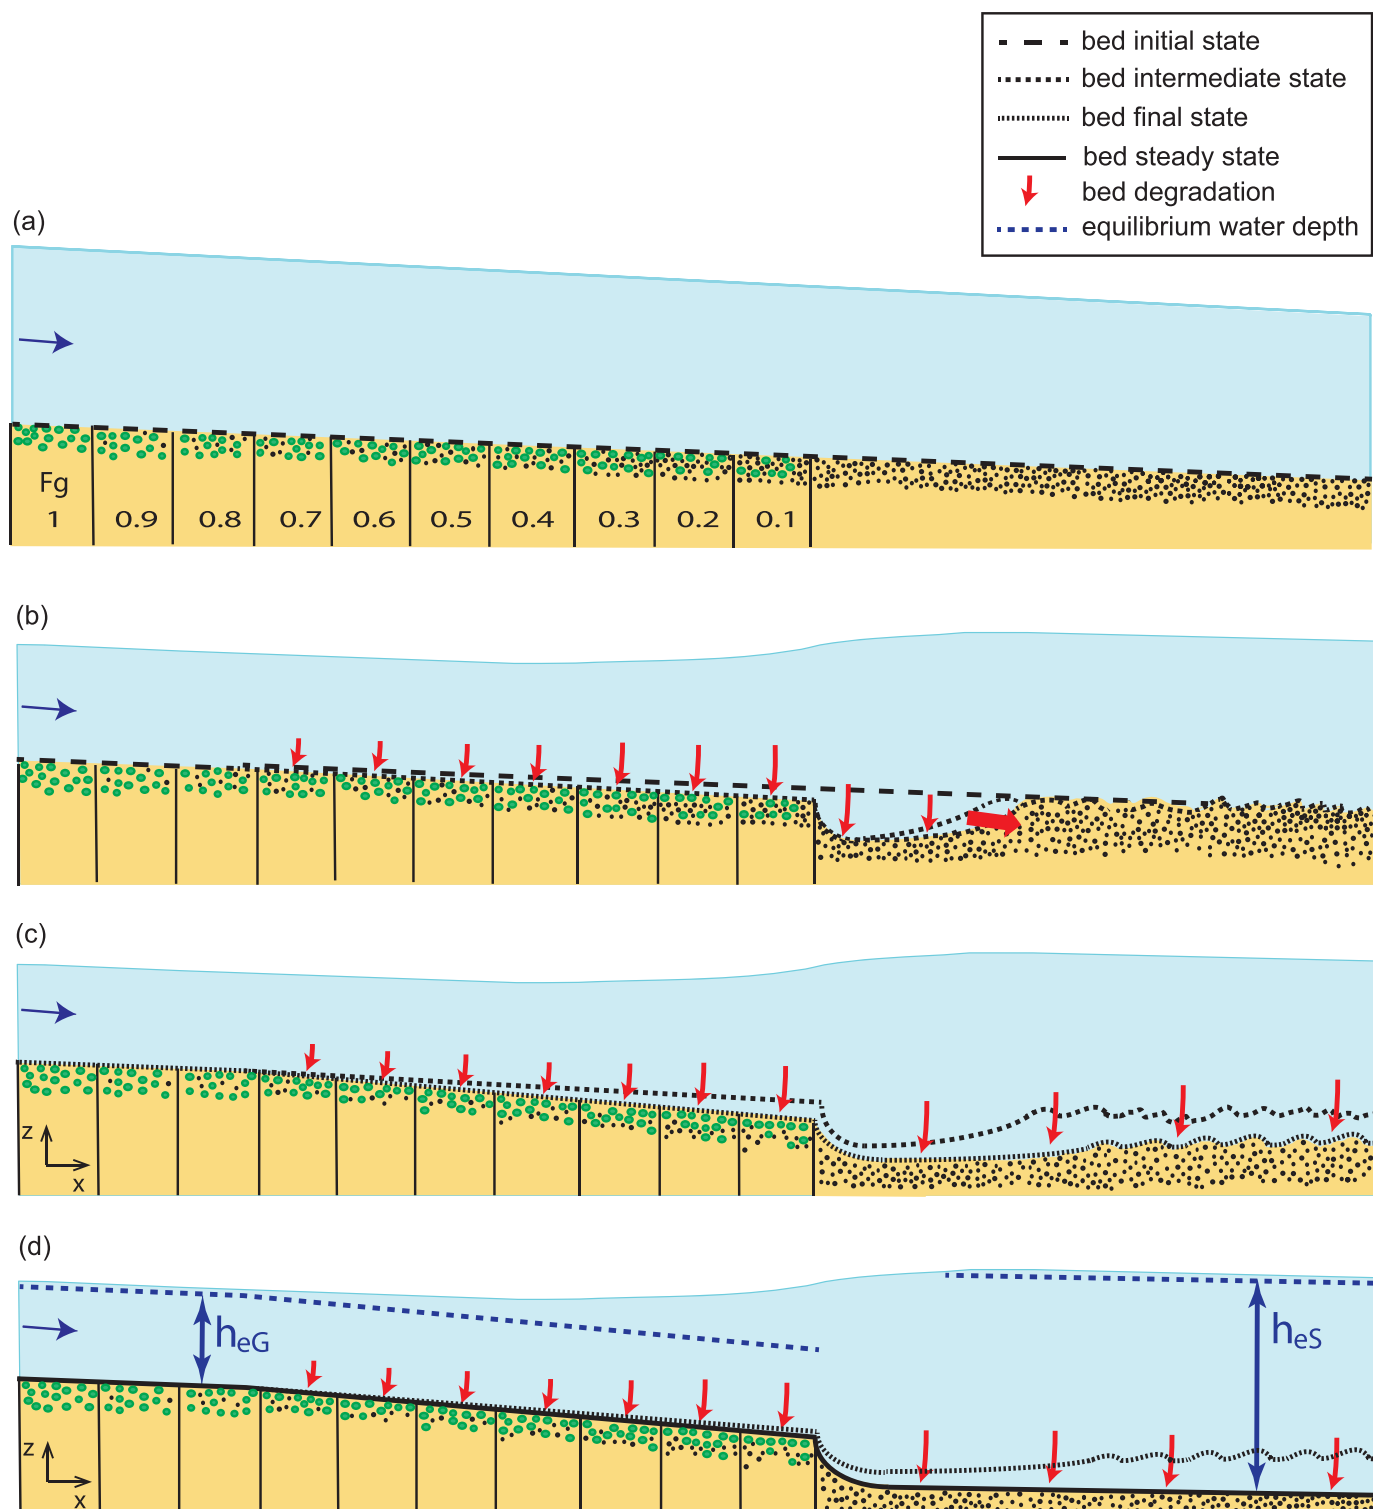 bed initial state
bed intermediate state
bed final state
bed steady state
bed degradation
equilibrium water depth
(a)
Fg
1 0.9 0.8 0.7 0.6 0.5 0.4 0.3 0.2 0.1
(b)
(c)
z
x
(d)
heG
heS
z
x